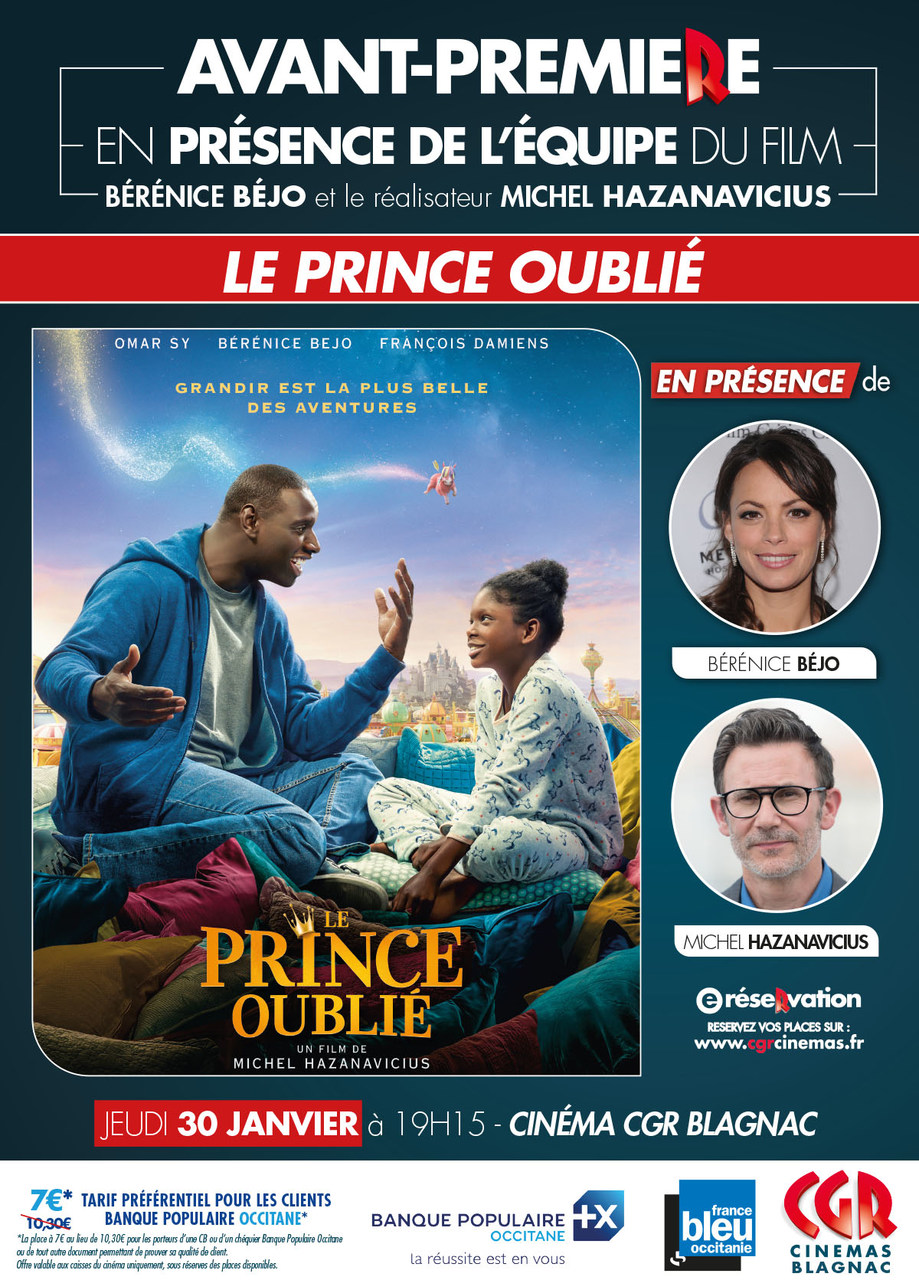 AVANT-PREMIERE
EN PRÉSENCE DE L'ÉQUIPE DU FILM
BÉRÉNICE BÉJO et le réalisateur MICHEL HAZANAVICIUS
LE PRINCE OUBLIÉ
OMAR SY BÉRÉNICE BEJO FRANÇOIS DAMIENS
GRANDIR EST LA PLUS BELLE
DES AVENTURES
LE
PRINCE
OUBLIÉ
UN FILM DE
MICHEL HAZANAVICIUS
EN PRÉSENCE de
BÉRÉNICE BÉJO
MICHEL HAZANAVICIUS
e réseRvation
RESERVEZ VOS PLACES SUR :
www.cgrcinemas.fr
JEUDI 30 JANVIER à 19H15 - CINÉMA CGR BLAGNAC
7€* TARIF PRÉFÉRENTIEL POUR LES CLIENTS
10,30€ BANQUE POPULAIRE OCCITANE*
*La place à 7€ au lieu de 10,30€ pour les porteurs d'une CB ou d'un chéquier Banque Populaire Occitane
ou de tout autre document permettant de prouver sa qualité de client.
Offre valable aux caisses du cinéma uniquement, sous réserves des places disponibles.
BANQUE POPULAIRE +X
OCCITANE
la réussite est en vous
france
bleu
occitanie
CGR
CINEMAS
BLAGNAC